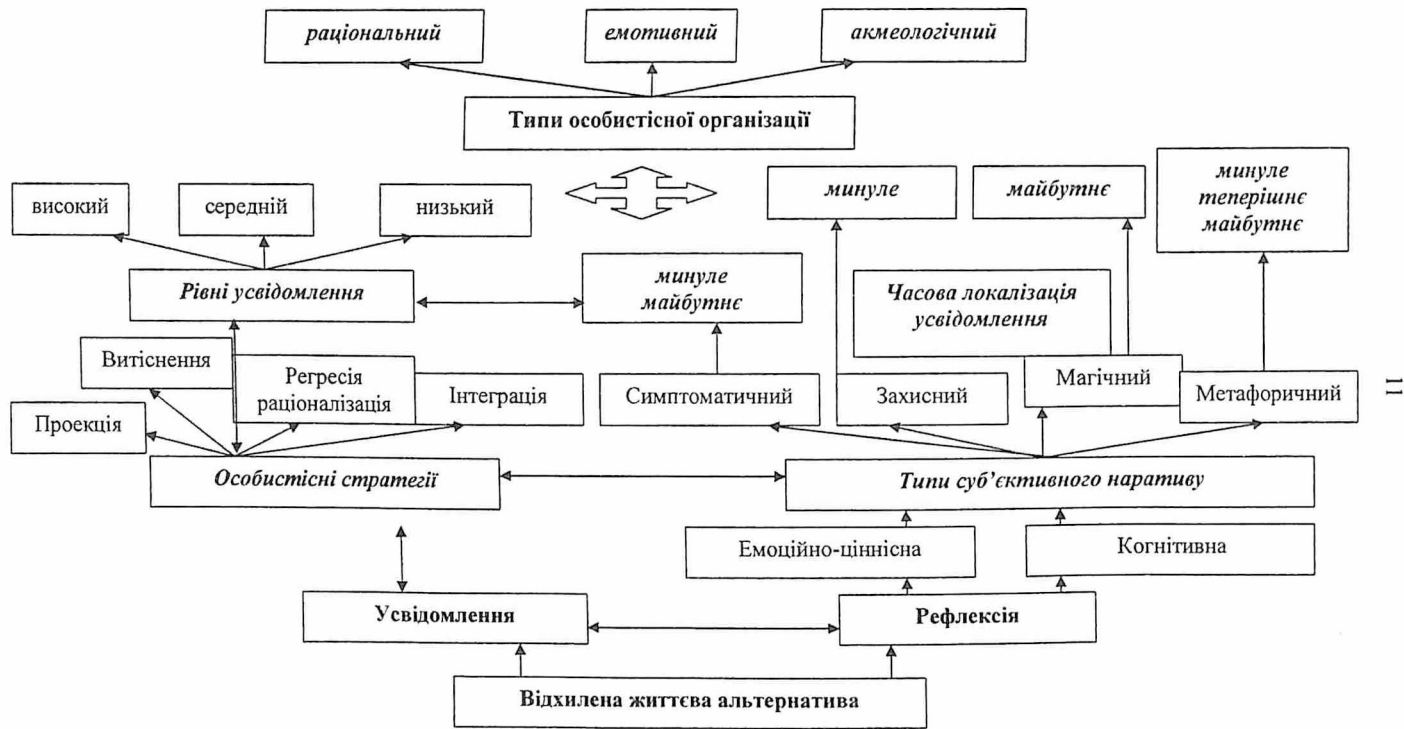 раціональний
емотивний
акмеологічний
Типи особистісної організації
високий
середній
низький
минуле
майбутнє
минуле
теперішнє
майбутнє
Рівні усвідомлення
минуле
майбутнє
Часова локалізація
усвідомлення
Витіснення
Проекція
Регресія
раціоналізація
Інтеграція
Симптоматичний
Захисний
Магічний
Метафоричний
11
Особистісні стратегії
Типи суб’єктивного наративу
Емоційно-ціннісна
Когнітивна
Усвідомлення
Рефлексія
Відхилена життєва альтернатива